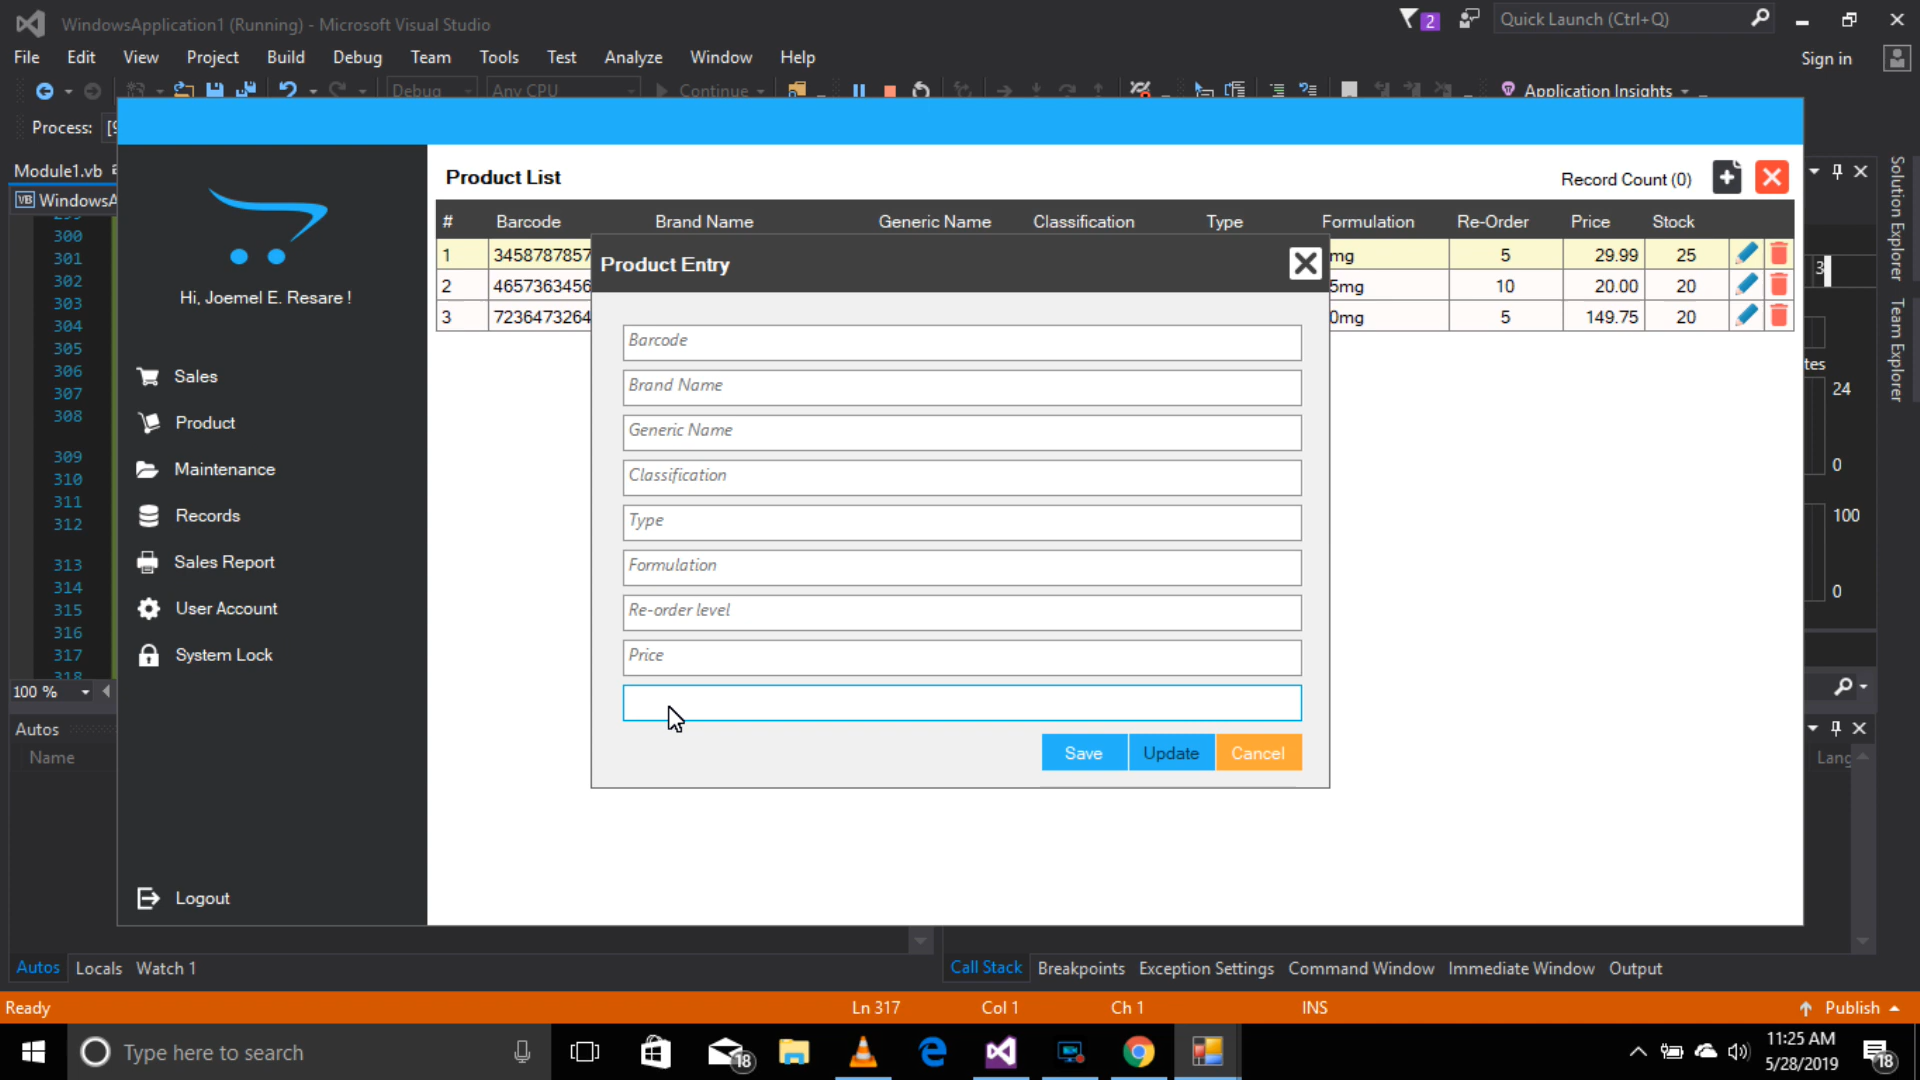 WindowsApplication1 (Running) - Microsoft Visual Studio
2
Quick Launch (Ctrl+Q)
File Edit View Project Build Debug Team Tools Test Analyze Window Help
Sign in
Debug Any CPU Continue Application Insights
Process:
Module1.vb
Product List
Record Count (0)
# Barcode Brand Name Generic Name Classification Type Formulation Re-Order Price Stock
1 3458787857 mg 5 29.99 25
2 4657363456 5mg 10 20.00 20
3 7236473264 0mg 5 149.75 20
Product Entry
Barcode
Brand Name
Generic Name
Classification
Type
Formulation
Re-order level
Price
Save Update Cancel
Hi, Joemel E. Resare !
Sales
Product
Maintenance
Records
Sales Report
User Account
System Lock
Logout
300
301
302
303
304
305
306
307
308
309
310
311
312
313
314
315
316
317
318
100 %
Autos
Name
Solution Explorer
Team Explorer
3
tes
24
0
100
0
Lang
Autos Locals Watch 1
Call Stack Breakpoints Exception Settings Command Window Immediate Window Output
Ready Ln 317 Col 1 Ch 1 INS Publish
Type here to search
18
11:25 AM
5/28/2019
18